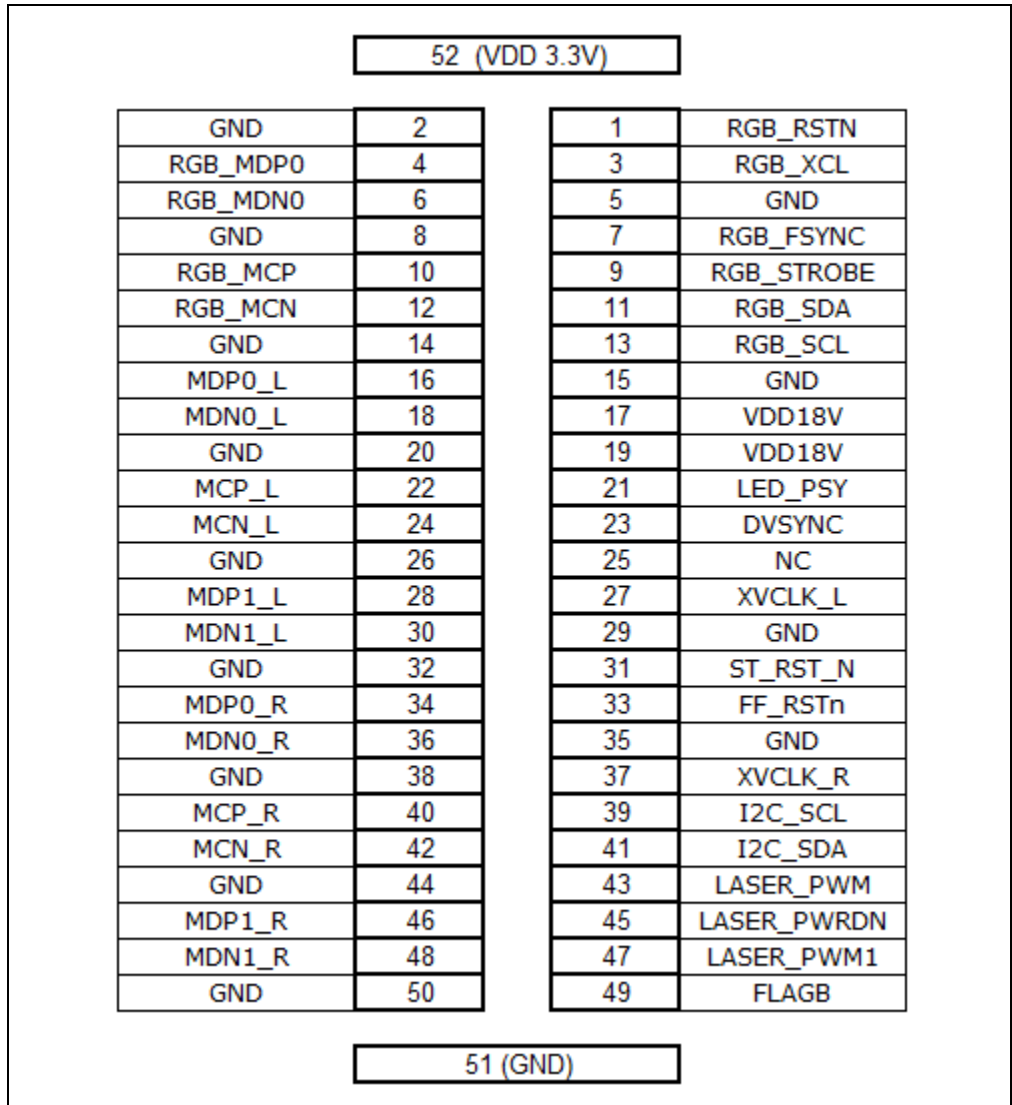 52 (VDD 3.3V)
GND 2 1 RGB_RSTN
RGB_MDP0 4 3 RGB_XCL
RGB_MDN0 6 5 GND
GND 8 7 RGB_FSYNC
RGB_MCP 10 9 RGB_STROBE
RGB_MCN 12 11 RGB_SDA
GND 14 13 RGB_SCL
MDP0_L 16 15 GND
MDN0_L 18 17 VDD18V
GND 20 19 VDD18V
MCP_L 22 21 LED_PSY
MCN_L 24 23 DVSYNC
GND 26 25 NC
MDP1_L 28 27 XVCLK_L
MDN1_L 30 29 GND
GND 32 31 ST_RST_N
MDP0_R 34 33 FF_RSTn
MDN0_R 36 35 GND
GND 38 37 XVCLK_R
MCP_R 40 39 I2C_SCL
MCN_R 42 41 I2C_SDA
GND 44 43 LASER_PWM
MDP1_R 46 45 LASER_PWRDN
MDN1_R 48 47 LASER_PWM1
GND 50 49 FLAGB
51 (GND)